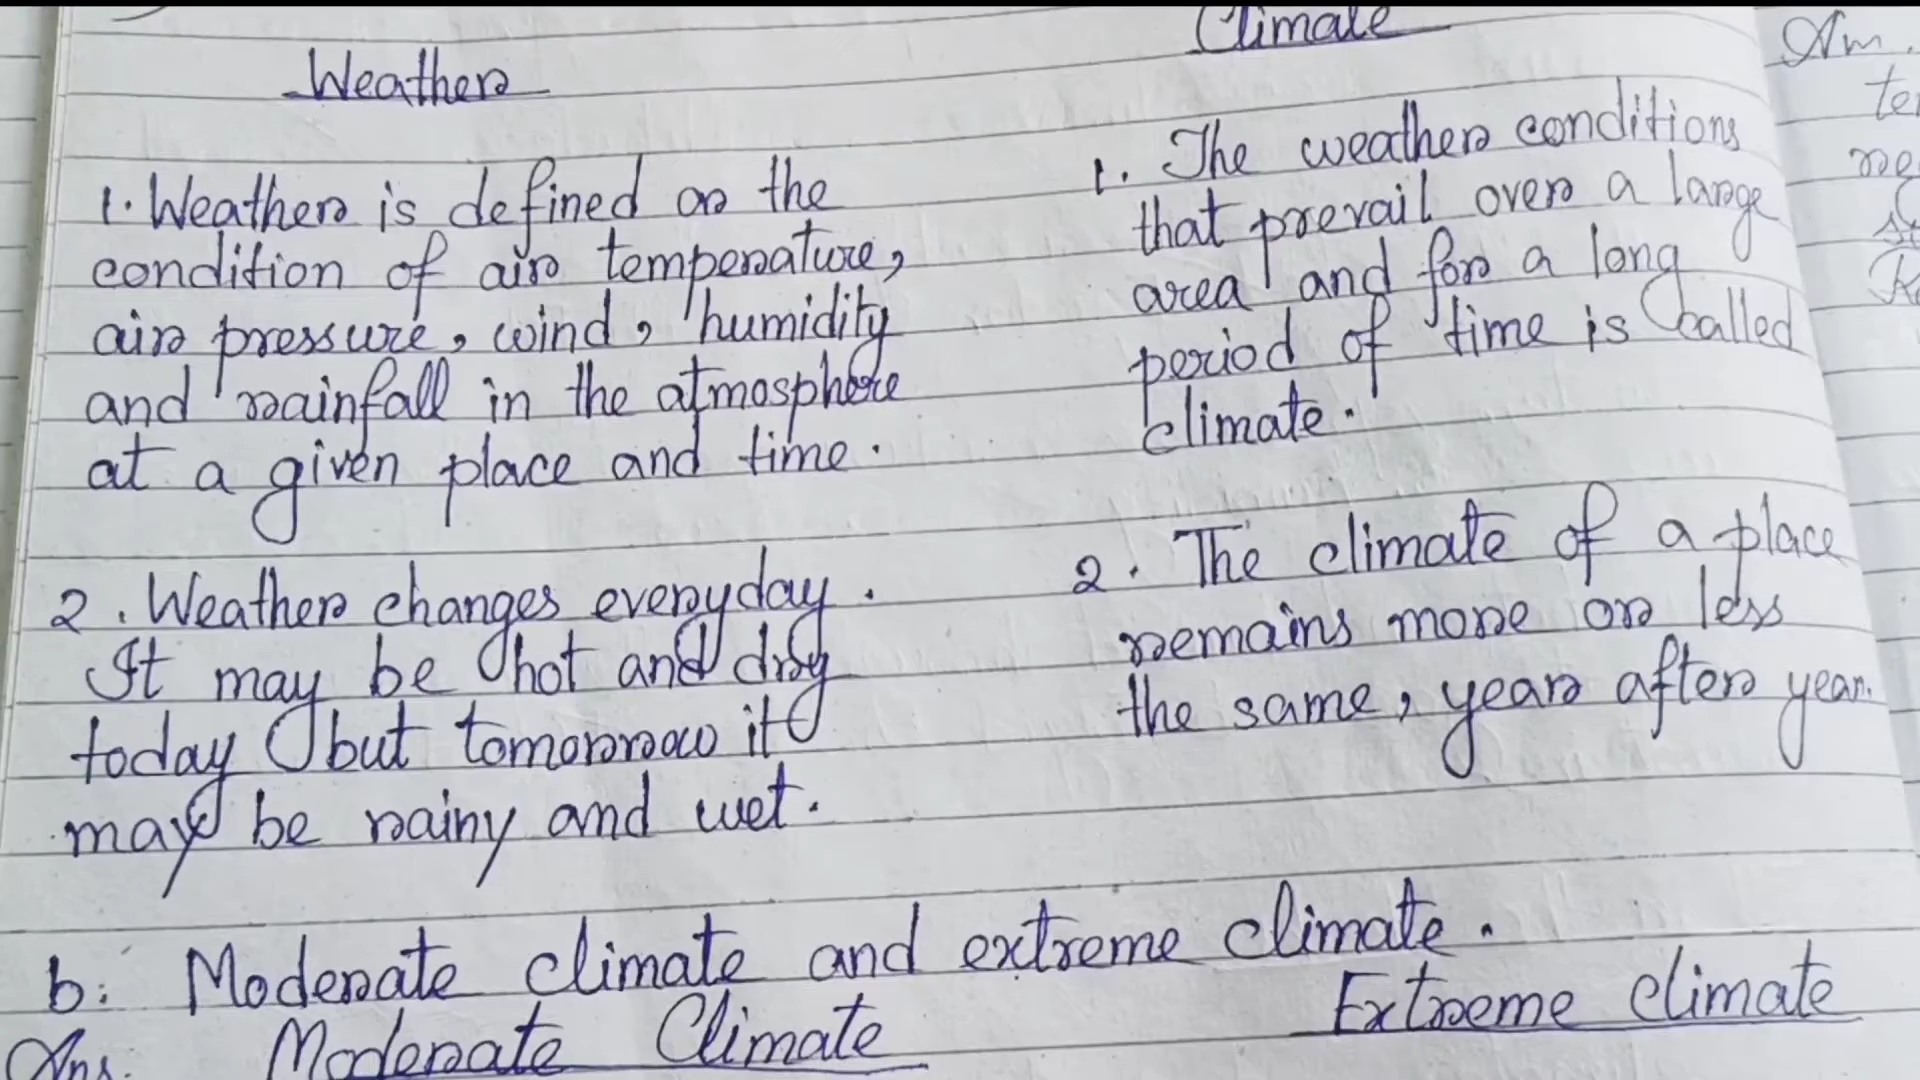 Weather
1. Weather is defined as the
condition of air temperature,
air pressure, wind, humidity
and rainfall in the atmosphere
at a given place and time.
2. Weather changes everyday.
It may be hot and dry
today but tomorrow it
may be rainy and wet.
Climate
1. The weather conditions
that prevail over a large
area and for a long
period of time is called
climate.
2. The climate of a place
remains more or less
the same, year after year.
b: Moderate climate and extreme climate.
Ans. Moderate Climate
Extreme climate